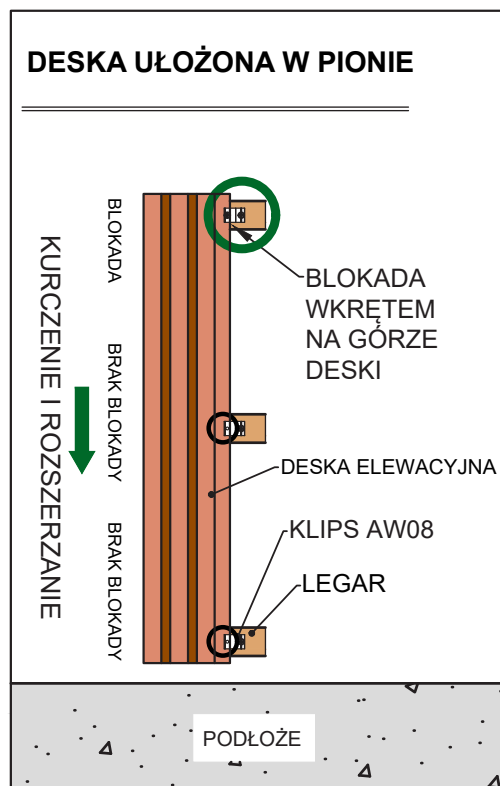 DESKA UŁOŻONA W PIONIE
KURCZENIE I ROZSZERZANIE
BLOKADA
BRAK BLOKADY
BRAK BLOKADY
BLOKADA
WKRĘTEM
NA GÓRZE
DESKI
DESKA ELEWACYJNA
KLIPS AW08
LEGAR
PODŁOŻE